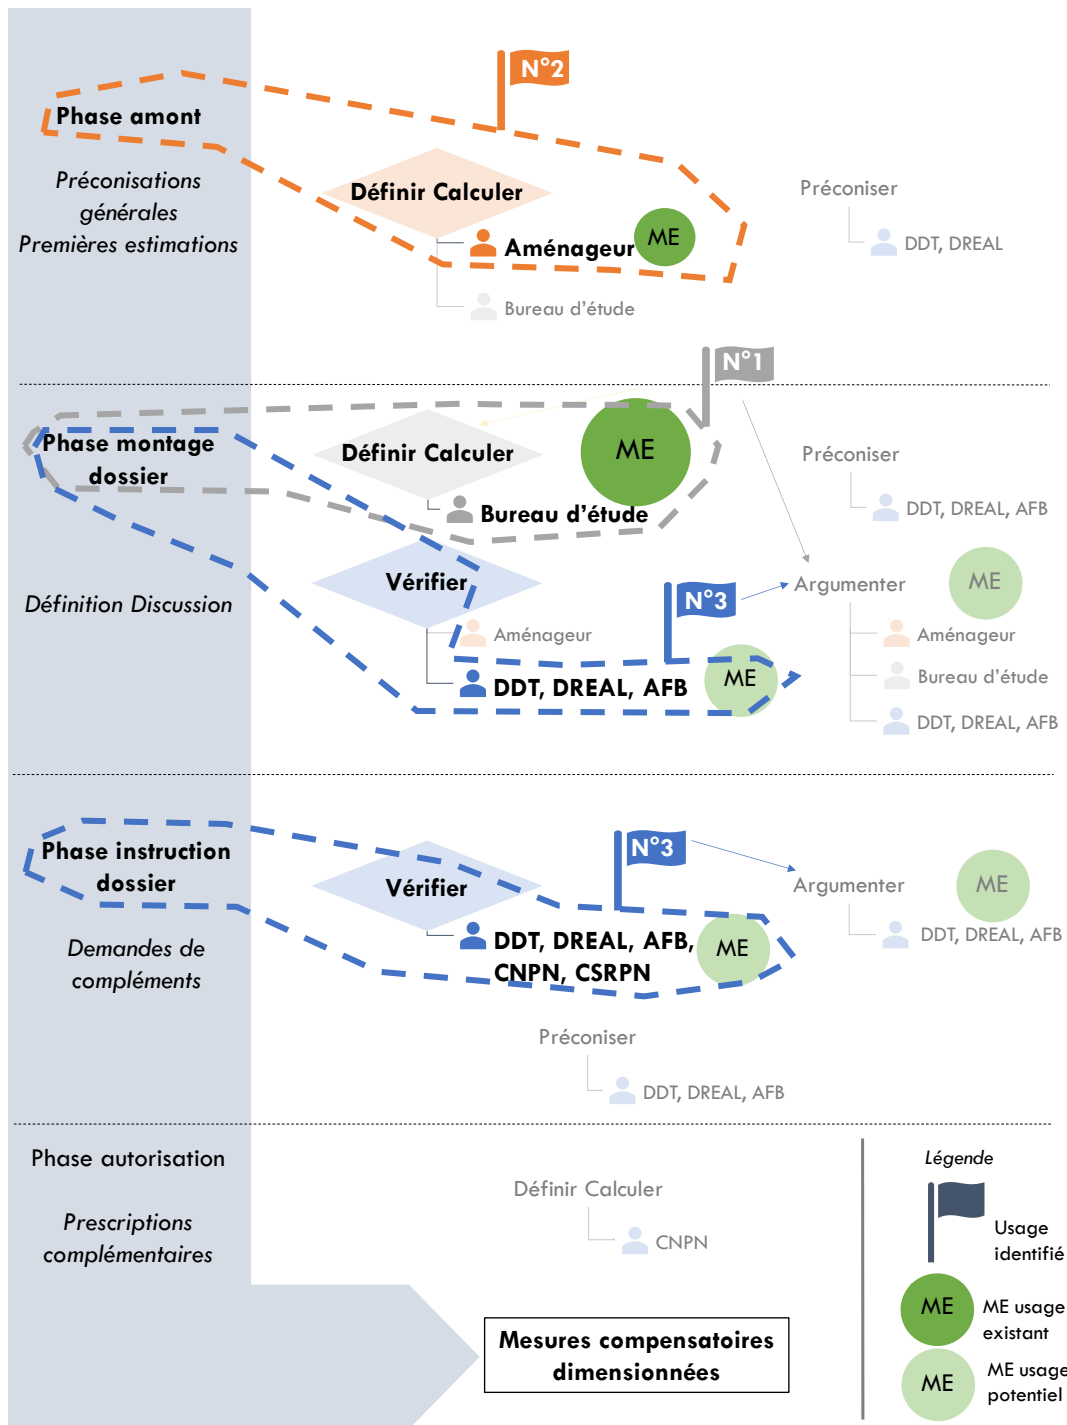 N°2
Phase amont
Préconisations
générales
Premières estimations
Définir Calculer
Aménageur
ME
Bureau d'étude
Préconiser
DDT, DREAL
N°1
Phase montage
dossier
Définir Calculer
ME
Bureau d'étude
Préconiser
DDT, DREAL, AFB
Définition Discussion
Vérifier
Aménageur
DDT, DREAL, AFB
ME
N°3
Argumenter
ME
Aménageur
Bureau d'étude
DDT, DREAL, AFB
Phase instruction
dossier
Demandes de
compléments
Vérifier
N°3
DDT, DREAL, AFB,
CNPN, CSRPN
ME
Argumenter
ME
DDT, DREAL, AFB
Préconiser
DDT, DREAL, AFB
Phase autorisation
Prescriptions
complémentaires
Définir Calculer
CNPN
Mesures compensatoires
dimensionnées
Légende
Usage
identifié
ME
ME usage
existant
ME
ME usage
potentiel